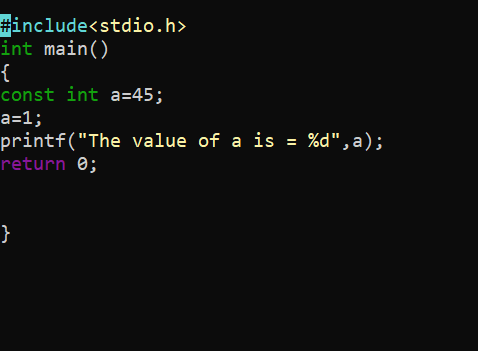 #include<stdio.h>
int main()
{
const int a=45;
a=1;
printf("The value of a is = %d",a);
return 0;
}